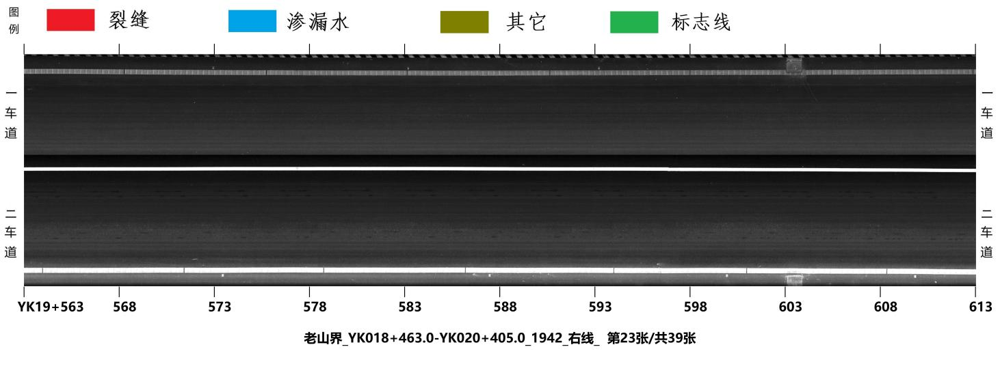 图例
裂缝 渗漏水 其它 标志线
一车道 一车道
二车道 二车道
YK19+563 568 573 578 583 588 593 598 603 608 613
老山界_YK018+463.0-YK020+405.0_1942_右线_ 第23张/共39张